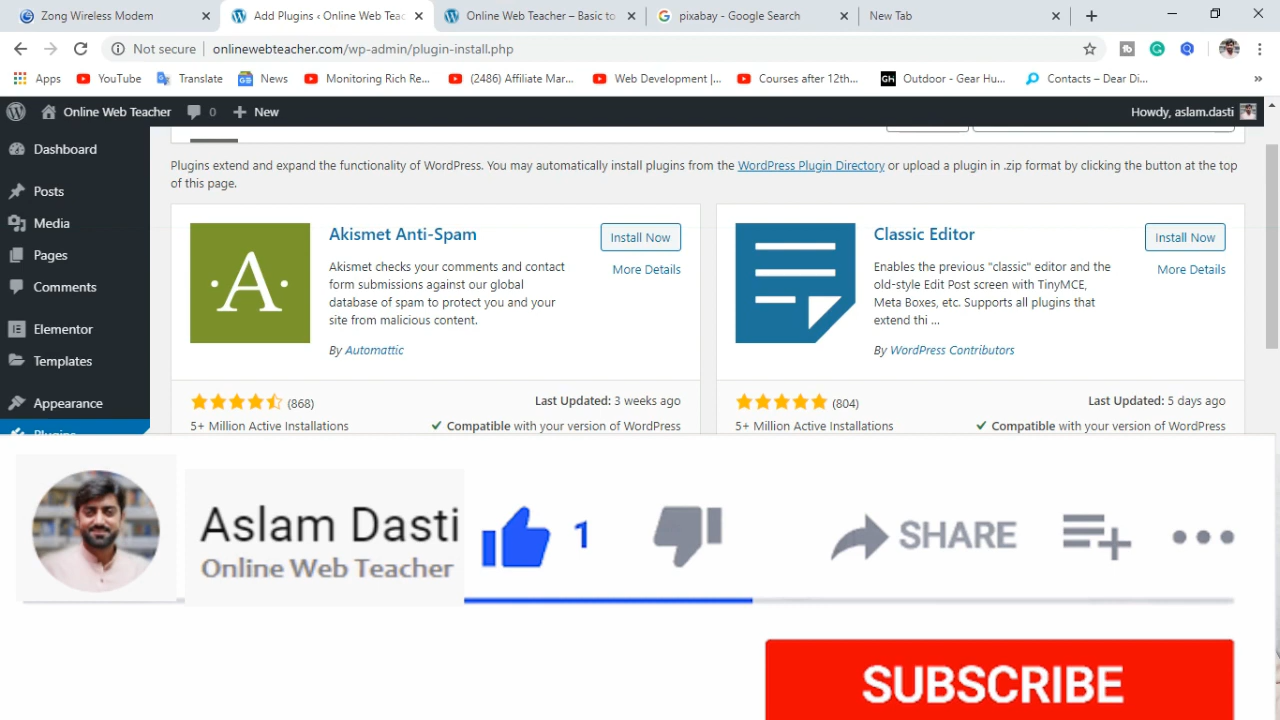 Zong Wireless Modem
Add Plugins ‹ Online Web Teac
Online Web Teacher – Basic to
pixabay - Google Search
New Tab
Not secure
onlinewebteacher.com/wp-admin/plugin-install.php
Apps
YouTube
Translate
News
Monitoring Rich Re...
(2486) Affiliate Mar...
Web Development |...
Courses after 12th...
GH
Outdoor - Gear Hu...
Contacts – Dear Di...
»
Online Web Teacher
0
New
Howdy, aslam.dasti
Dashboard
Posts
Media
Pages
Comments
Elementor
Templates
Appearance
Plugins
Plugins extend and expand the functionality of WordPress. You may automatically install plugins from the WordPress Plugin Directory or upload a plugin in .zip format by clicking the button at the top
of this page.
·A·
Akismet Anti-Spam
Install Now
More Details
Akismet checks your comments and contact
form submissions against our global
database of spam to protect you and your
site from malicious content.
By Automattic
(868)
Last Updated: 3 weeks ago
5+ Million Active Installations
Compatible with your version of WordPress
Classic Editor
Install Now
More Details
Enables the previous "classic" editor and the
old-style Edit Post screen with TinyMCE,
Meta Boxes, etc. Supports all plugins that
extend thi ...
By WordPress Contributors
(804)
Last Updated: 5 days ago
5+ Million Active Installations
Compatible with your version of WordPress
Aslam Dasti
Online Web Teacher
1
SHARE
SUBSCRIBE